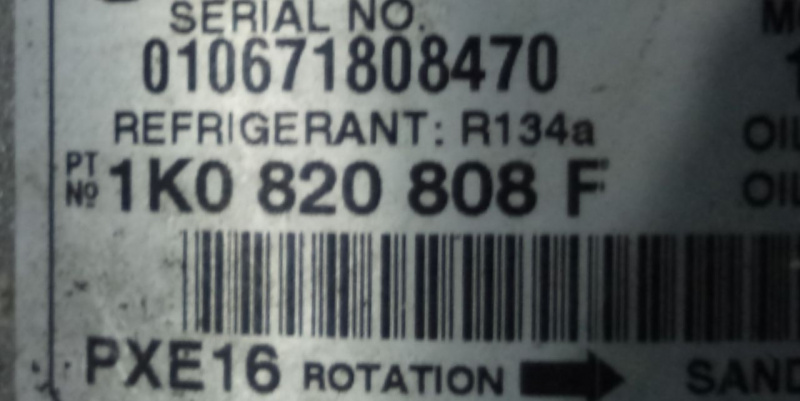 SERIAL NO.
010671808470
REFRIGERANT: R134a
PT NO 1K0 820 808 F
PXE16 ROTATION